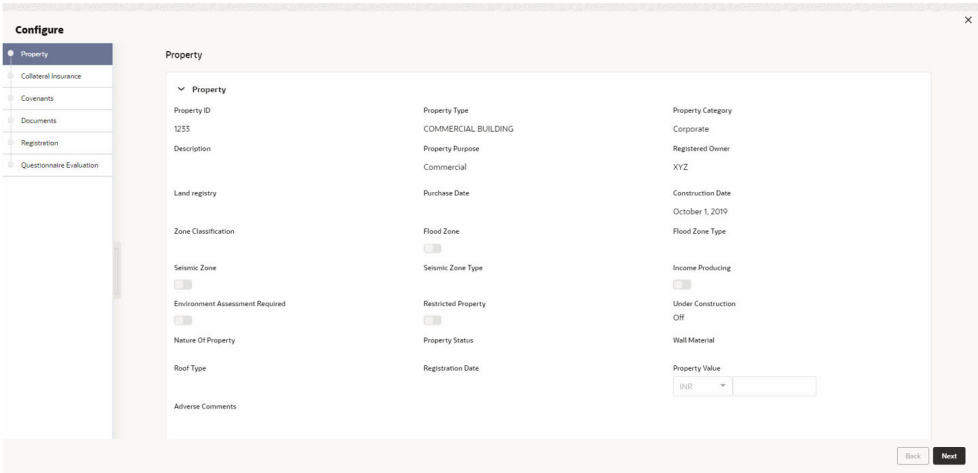 Configure
Property
Collateral Insurance
Covenants
Documents
Registration
Questionnaire Evaluation
Property
Property
Property ID
Property Type
Property Category
1233
COMMERCIAL BUILDING
Corporate
Description
Property Purpose
Registered Owner
Commercial
XYZ
Land registry
Purchase Date
Construction Date
October 1, 2019
Zone Classification
Flood Zone
Flood Zone Type
Seismic Zone
Seismic Zone Type
Income Producing
Environment Assessment Required
Restricted Property
Under Construction
Off
Nature Of Property
Property Status
Wall Material
Roof Type
Registration Date
Property Value
INR
Adverse Comments
Back
Next